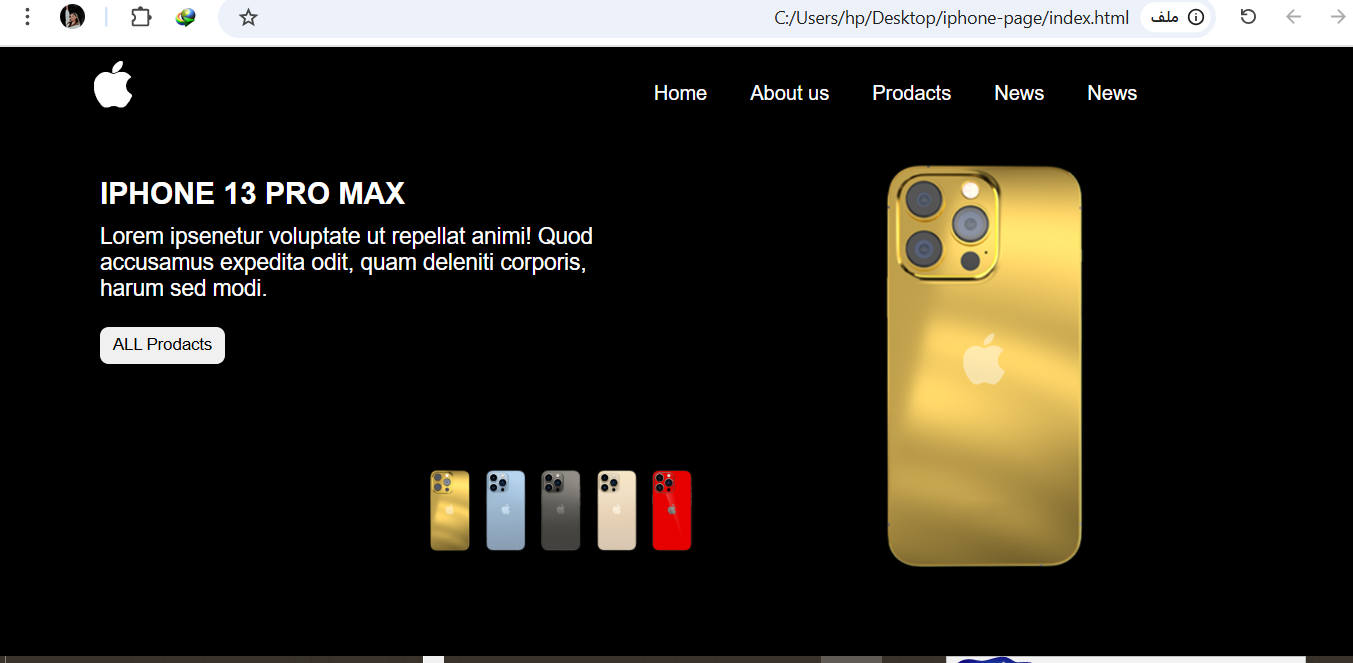 C:/Users/hp/Desktop/iphone-page/index.html ملف
Home About us Prodacts News News
IPHONE 13 PRO MAX
Lorem ipsenetur voluptate ut repellat animi! Quod
accusamus expedita odit, quam deleniti corporis,
harum sed modi.
ALL Prodacts